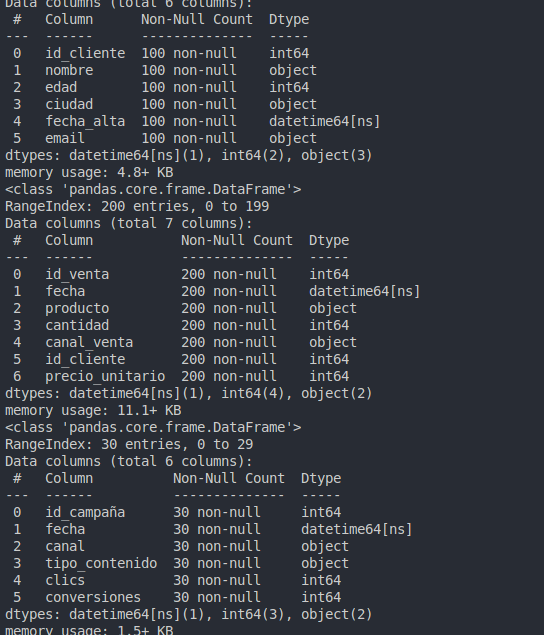 Data columns (total 6 columns):
 #   Column      Non-Null Count  Dtype
---  ------      --------------  -----
 0   id_cliente  100 non-null    int64
 1   nombre      100 non-null    object
 2   edad        100 non-null    int64
 3   ciudad      100 non-null    object
 4   fecha_alta  100 non-null    datetime64[ns]
 5   email       100 non-null    object
dtypes: datetime64[ns](1), int64(2), object(3)
memory usage: 4.8+ KB
<class 'pandas.core.frame.DataFrame'>
RangeIndex: 200 entries, 0 to 199
Data columns (total 7 columns):
 #   Column           Non-Null Count  Dtype
---  ------           --------------  -----
 0   id_venta         200 non-null    int64
 1   fecha            200 non-null    datetime64[ns]
 2   producto         200 non-null    object
 3   cantidad         200 non-null    int64
 4   canal_venta      200 non-null    object
 5   id_cliente       200 non-null    int64
 6   precio_unitario  200 non-null    int64
dtypes: datetime64[ns](1), int64(4), object(2)
memory usage: 11.1+ KB
<class 'pandas.core.frame.DataFrame'>
RangeIndex: 30 entries, 0 to 29
Data columns (total 6 columns):
 #   Column          Non-Null Count  Dtype
---  ------          --------------  -----
 0   id_campaña      30 non-null     int64
 1   fecha           30 non-null     datetime64[ns]
 2   canal           30 non-null     object
 3   tipo_contenido  30 non-null     object
 4   clics           30 non-null     int64
 5   conversiones    30 non-null     int64
dtypes: datetime64[ns](1), int64(3), object(2)
memory usage: 1.5+ KB